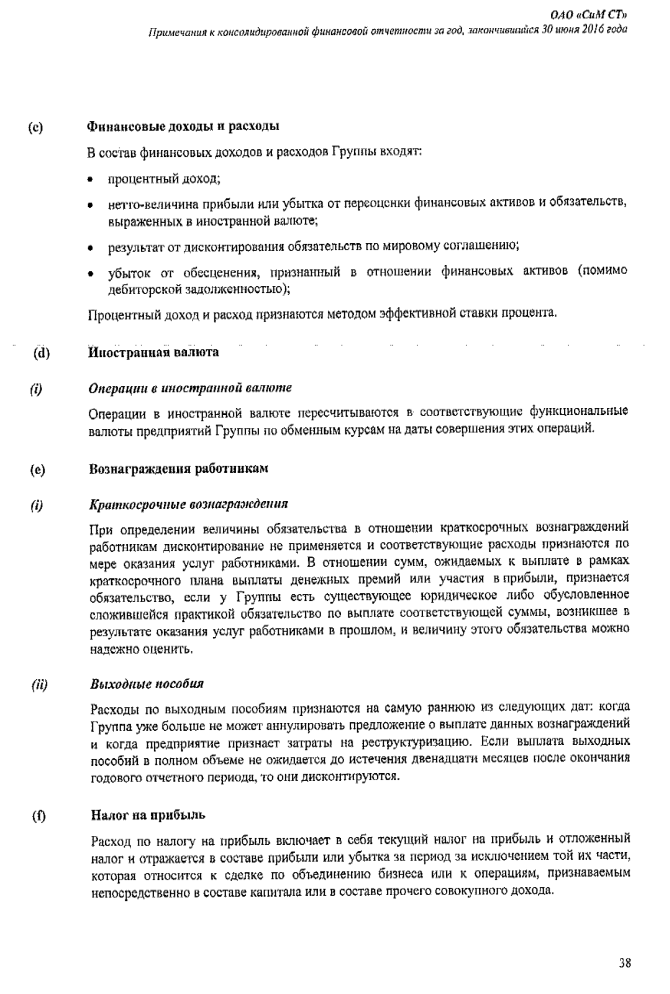 ОАО «СиМ СТ»
Примечания к консолидированной финансовой отчетности за год, закончившийся 30 июня 2016 года
(c) Финансовые доходы и расходы
В состав финансовых доходов и расходов Группы входят:
• процентный доход;
• нетто-величина прибыли или убытка от переоценки финансовых активов и обязательств,
выраженных в иностранной валюте;
• результат от дисконтирования обязательств по мировому соглашению;
• убыток от обесценения, признанный в отношении финансовых активов (помимо
дебиторской задолженностью);
Процентный доход и расход признаются методом эффективной ставки процента.
(d) Иностранная валюта
(i) Операции в иностранной валюте
Операции в иностранной валюте пересчитываются в соответствующие функциональные
валюты предприятий Группы по обменным курсам на даты совершения этих операций.
(e) Вознаграждения работникам
(i) Краткосрочные вознаграждения
При определении величины обязательства в отношении краткосрочных вознаграждений
работникам дисконтирование не применяется и соответствующие расходы признаются по
мере оказания услуг работниками. В отношении сумм, ожидаемых к выплате в рамках
краткосрочного плана выплаты денежных премий или участия в прибыли, признается
обязательство, если у Группы есть существующее юридическое либо обусловленное
сложившейся практикой обязательство по выплате соответствующей суммы, возникшее в
результате оказания услуг работниками в прошлом, и величину этого обязательства можно
надежно оценить.
(ii) Выходные пособия
Расходы по выходным пособиям признаются на самую раннюю из следующих дат: когда
Группа уже больше не может аннулировать предложение о выплате данных вознаграждений
и когда предприятие признает затраты на реструктуризацию. Если выплата выходных
пособий в полном объеме не ожидается до истечения двенадцати месяцев после окончания
годового отчетного периода, то они дисконтируются.
(f) Налог на прибыль
Расход по налогу на прибыль включает в себя текущий налог на прибыль и отложенный
налог и отражается в составе прибыли или убытка за период за исключением той их части,
которая относится к сделке по объединению бизнеса или к операциям, признаваемым
непосредственно в составе капитала или в составе прочего совокупного дохода.
38